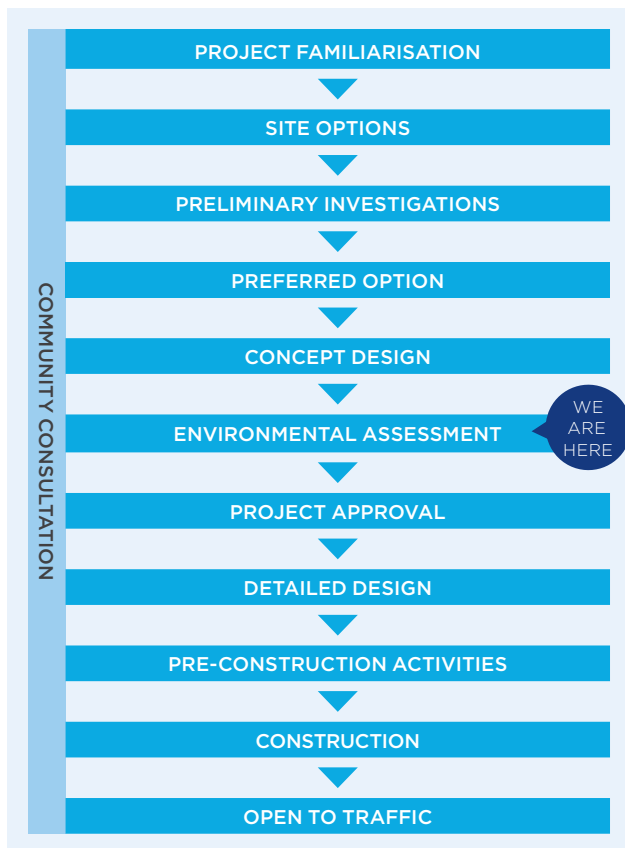 PROJECT FAMILIARISATION
SITE OPTIONS
PRELIMINARY INVESTIGATIONS
PREFERRED OPTION
CONCEPT DESIGN
ENVIRONMENTAL ASSESSMENT
WE
ARE
HERE
PROJECT APPROVAL
DETAILED DESIGN
PRE-CONSTRUCTION ACTIVITIES
CONSTRUCTION
OPEN TO TRAFFIC
COMMUNITY CONSULTATION